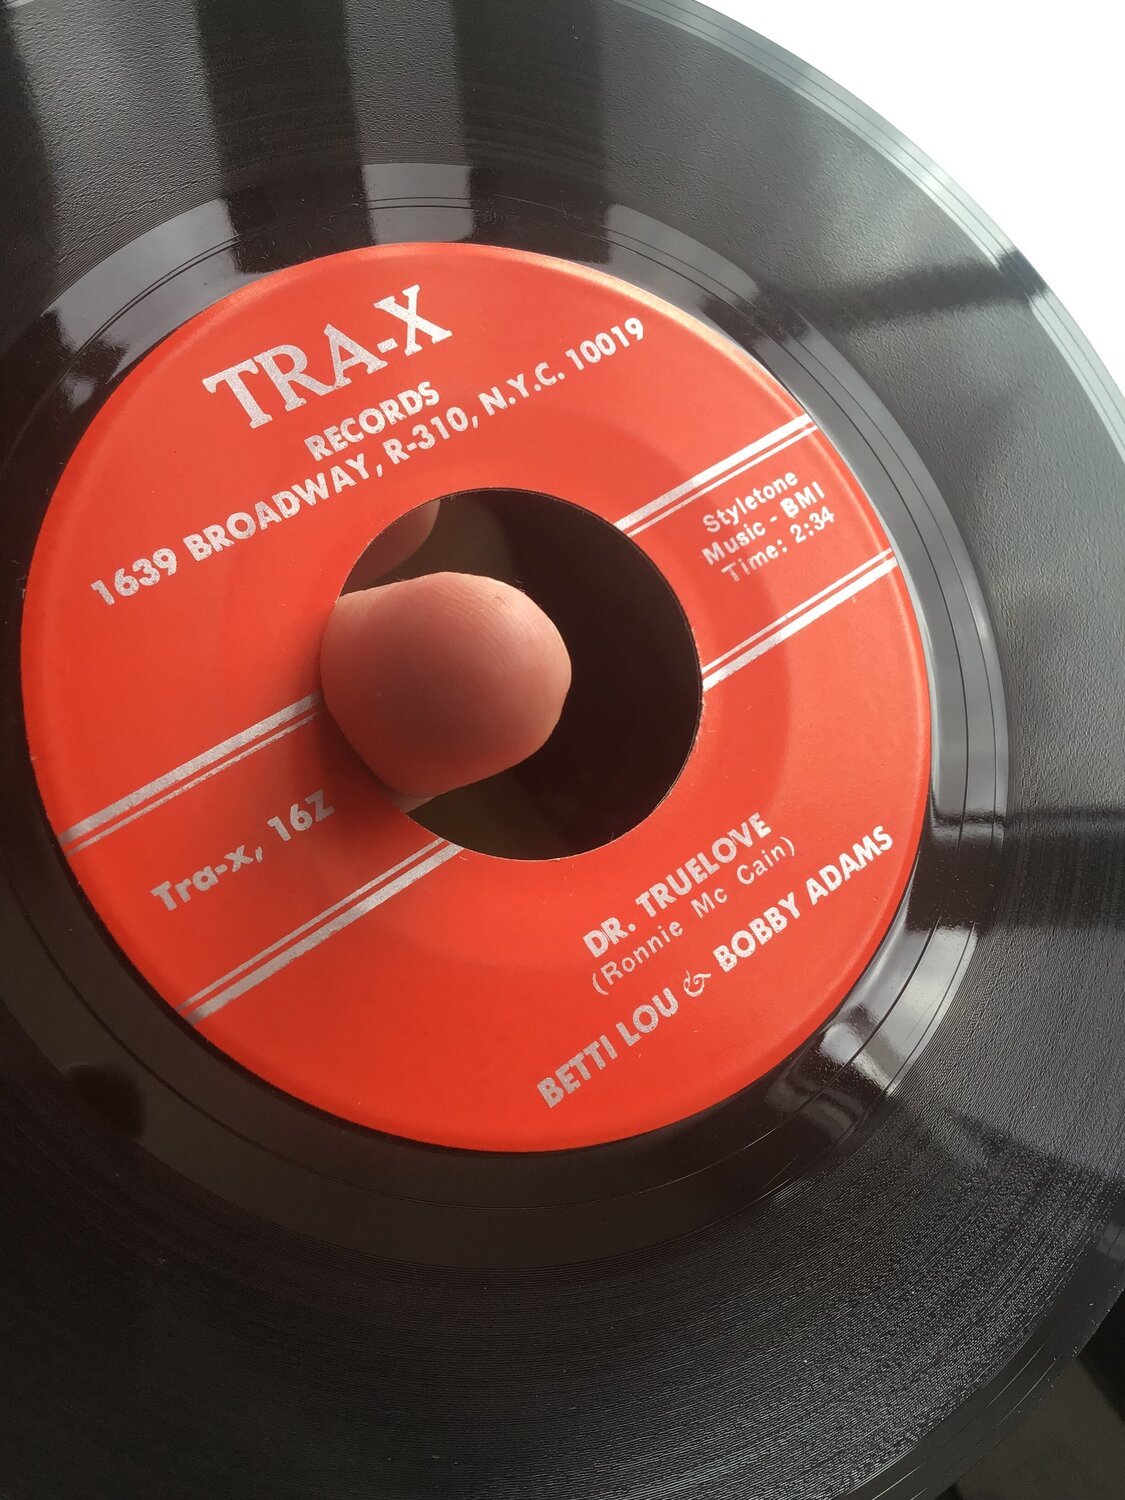 TRA-X
RECORDS
1639 BROADWAY, R-310, N.Y.C. 10019
Styletone
Music - BMI
Time: 2:34
Tra-x, 16Z
DR. TRUELOVE
(Ronnie Mc Cain)
BETTI LOU & BOBBY ADAMS